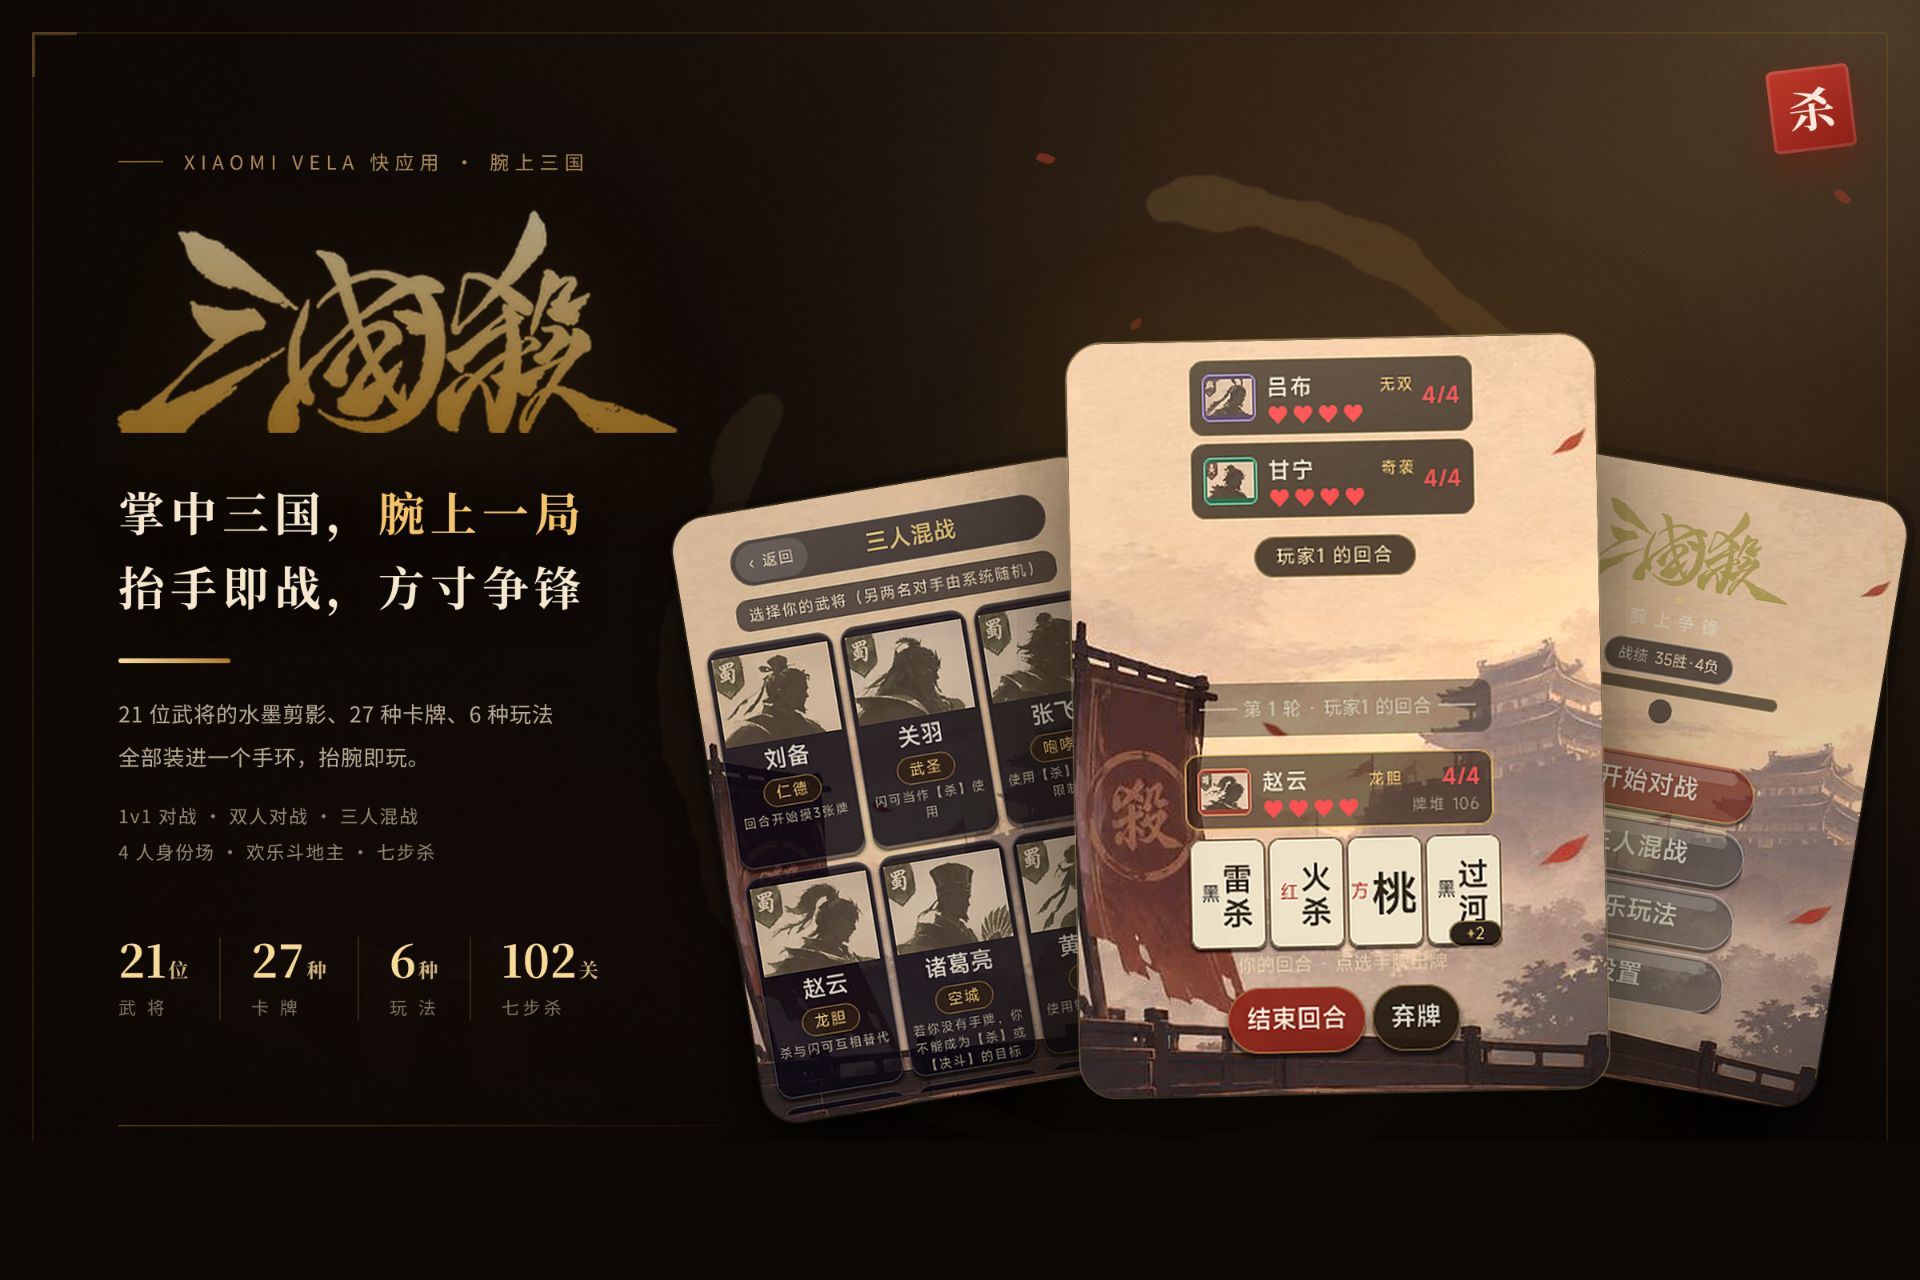 杀
XIAOMI VELA 快应用 · 腕上三国
三國殺
掌中三国，腕上一局
抬手即战，方寸争锋
21 位武将的水墨剪影、27 种卡牌、6 种玩法
全部装进一个手环，抬腕即玩。
1v1 对战 · 双人对战 · 三人混战
4 人身份场 · 欢乐斗地主 · 七步杀
21位
武 将
27种
卡 牌
6种
玩 法
102关
七步杀
‹ 返回
三人混战
选择你的武将（另两名对手由系统随机）
蜀
刘备
仁德
回合开始摸3张牌
蜀
关羽
武圣
闪可当作【杀】使
用
蜀
张飞
咆哮
使用【杀】
限制
蜀
赵云
龙胆
杀与闪可互相替代
蜀
诸葛亮
空城
若你没有手牌，你
不能成为【杀】或
【决斗】的目标
蜀
黄
使用
吕布
无双
4/4
甘宁
奇袭
4/4
玩家1 的回合
第 1 轮 · 玩家1 的回合
殺
赵云
龙胆
4/4
牌堆 106
黑
雷杀
红
火杀
方
桃
黑
过河
+2
你的回合 · 点选手牌出牌
结束回合
弃牌
三國殺
腕上争锋
战绩 35胜·4负
开始对战
三人混战
乐玩法
设置